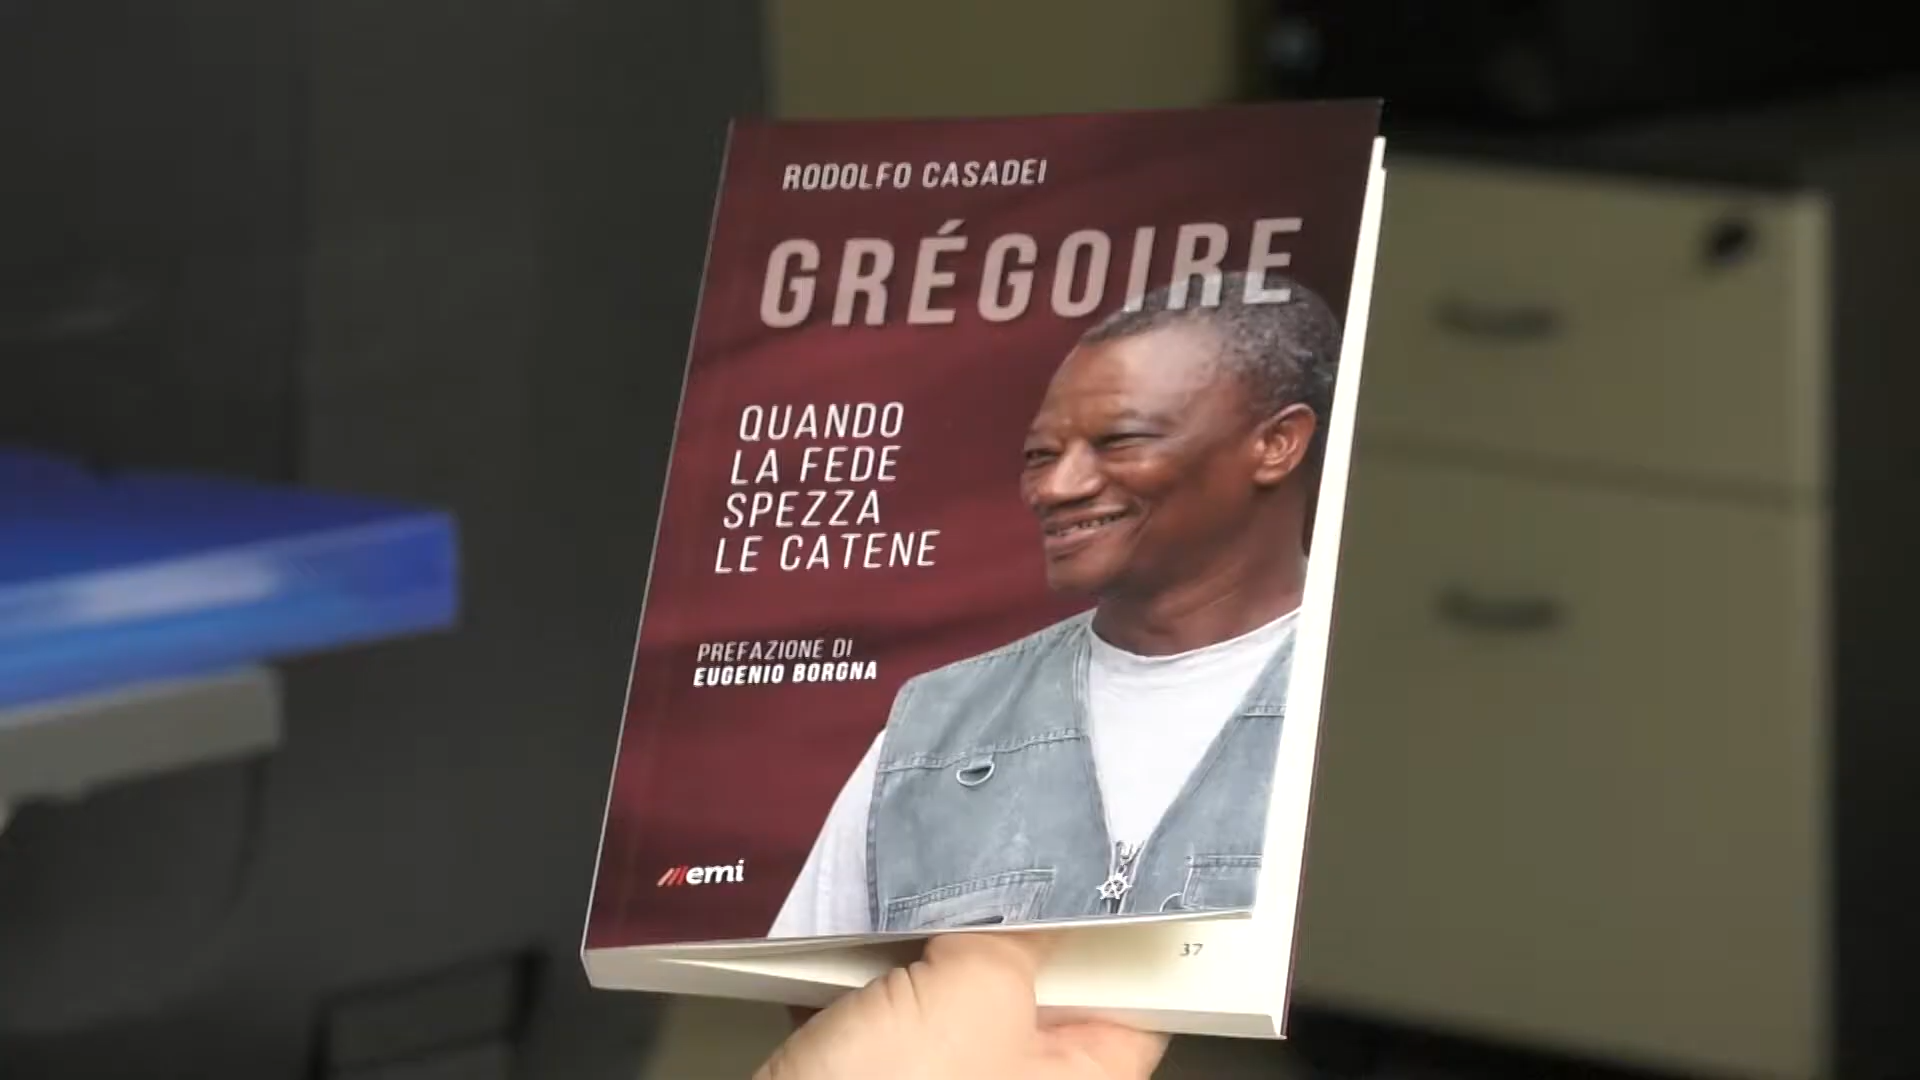 RODOLFO CASADEI
GRÉGOIRE
QUANDO
LA FEDE
SPEZZA
LE CATENE
PREFAZIONE DI
EUGENIO BORGNA
emi
37